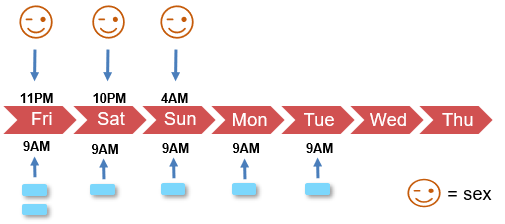 11PM 10PM 4AM
Fri Sat Sun Mon Tue Wed Thu
9AM 9AM 9AM 9AM 9AM
= sex